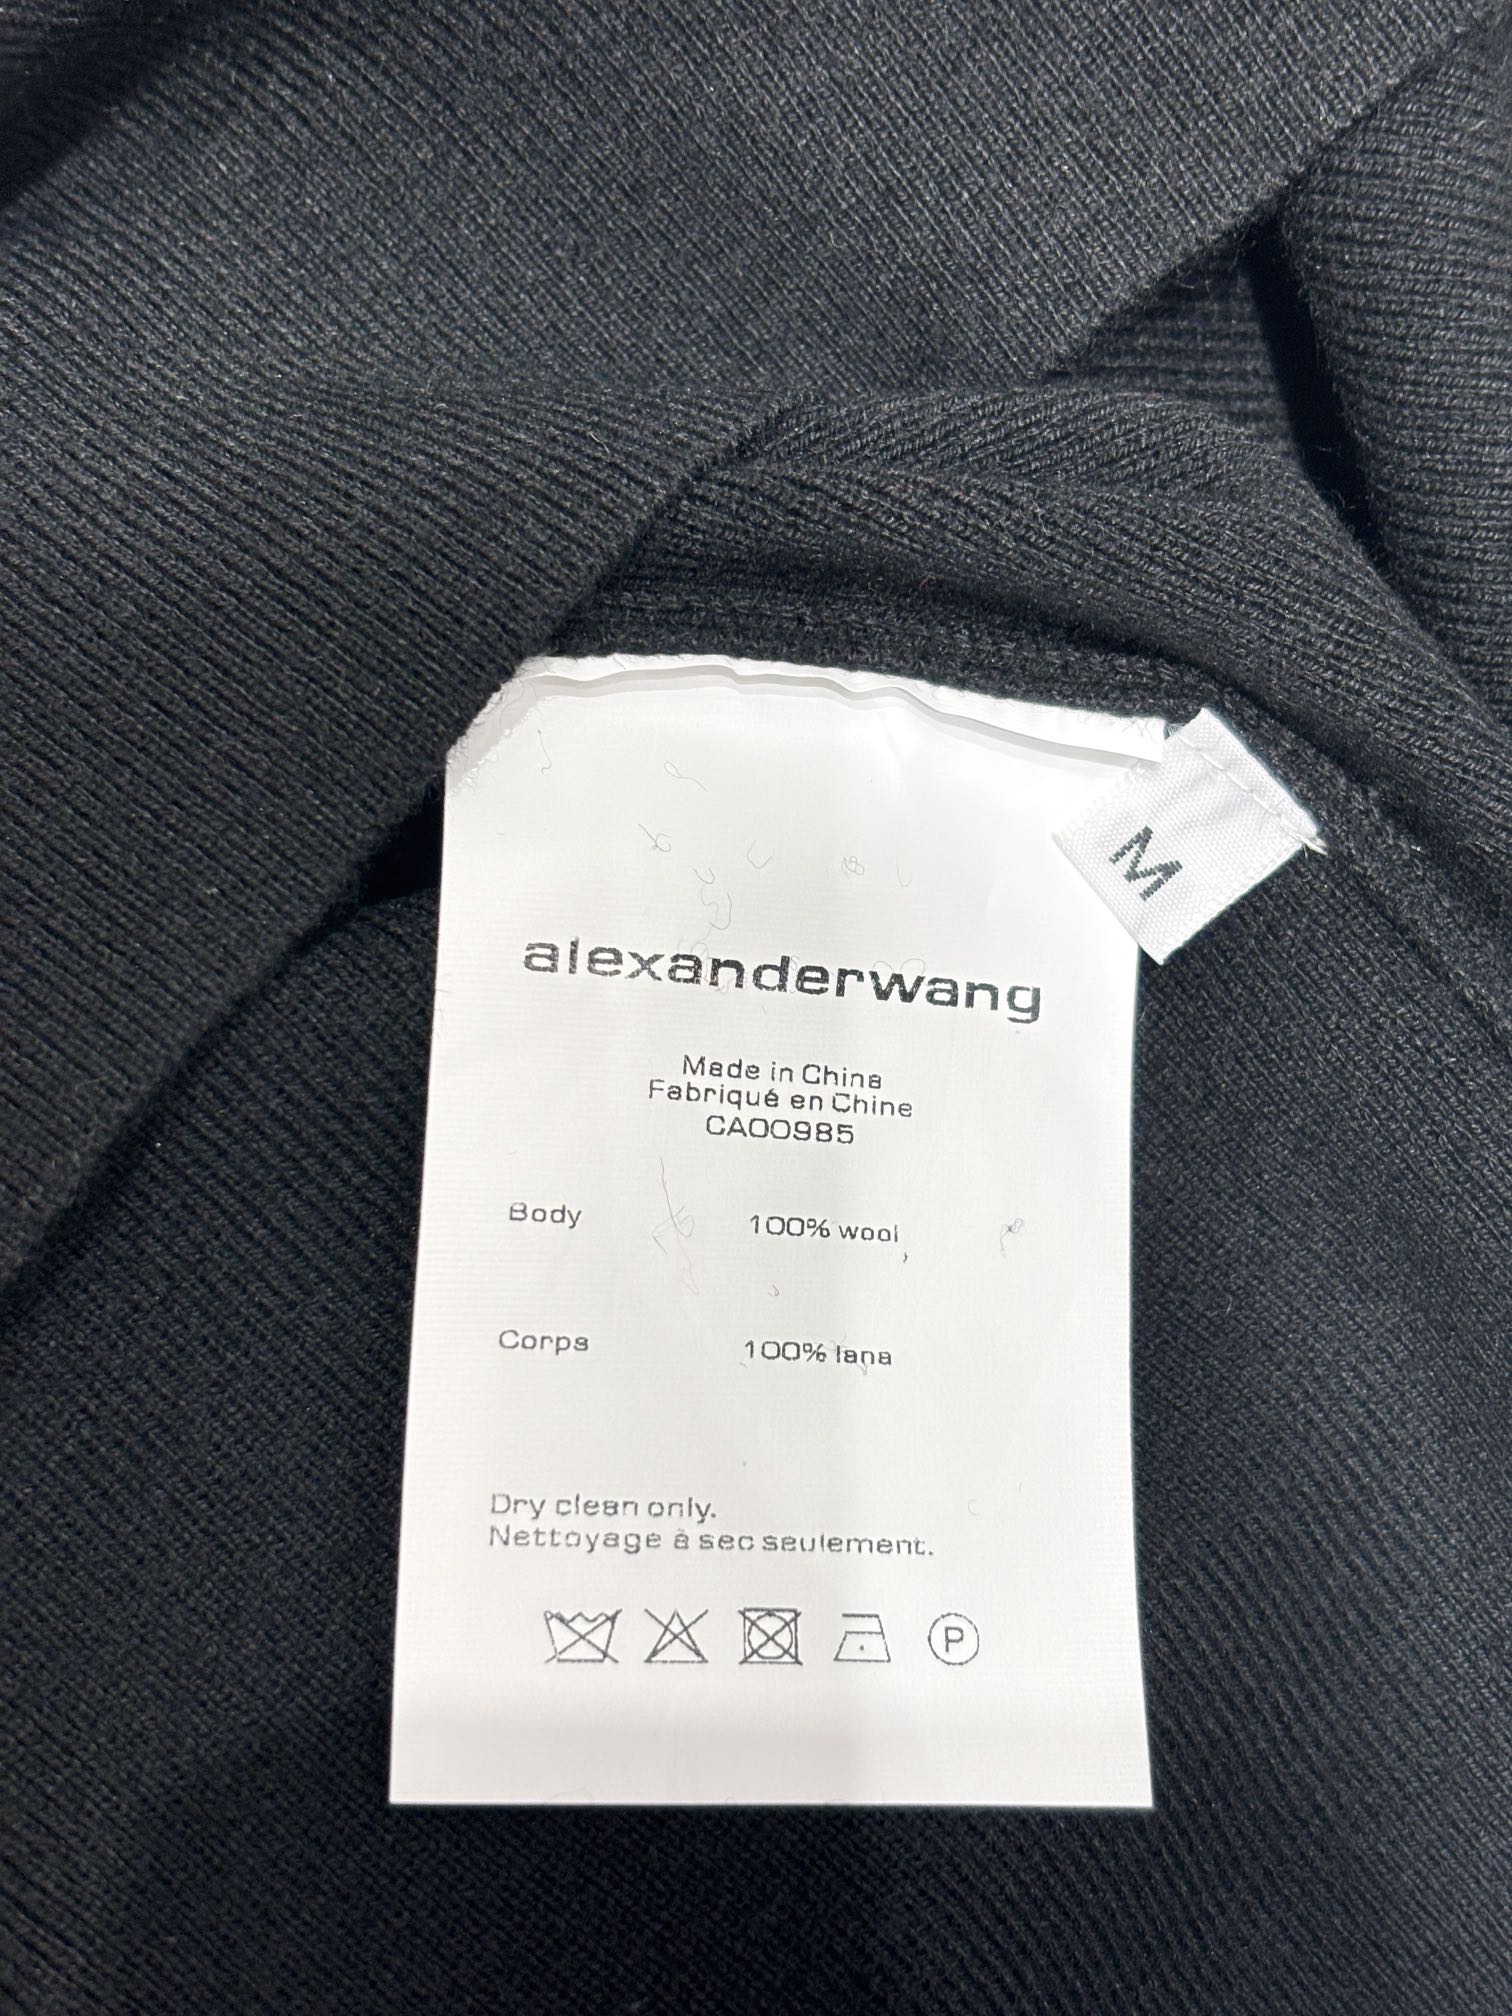 M
alexanderwang
Made in China
Fabriqué en Chine
CA00985
Body 100% wool
Corps 100% lana
Dry clean only.
Nettoyage à sec seulement.
P